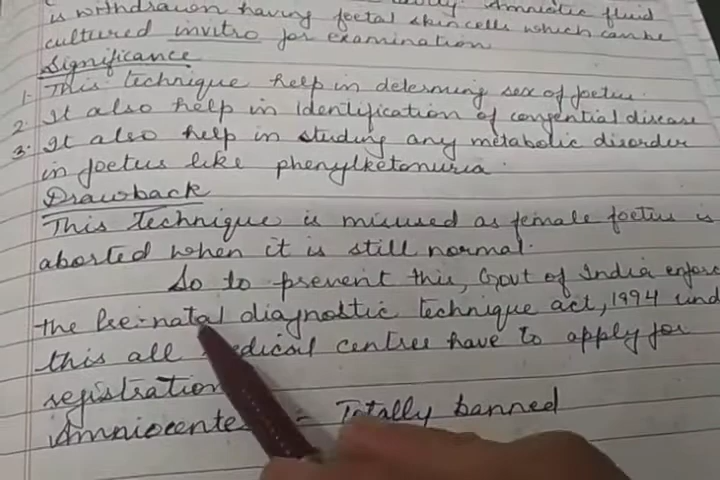 Amniotic fluid
is withdrawn having foetal skin cells which can be
cultured invitro for examination
Significance
1. This technique help in determing sex of foetus.
2. It also help in identification of congential disease
3. It also help in studing any metabolic disorder
in foetus like phenylketonuria.
Drawback
This technique is misused as female foetus is
aborted when it is still normal.
So to prevent this, Govt of India
the Pre-natal diagnostic technique act, 1994 und
this all medical centres have to apply for
registration
Amniocente - Totally banned